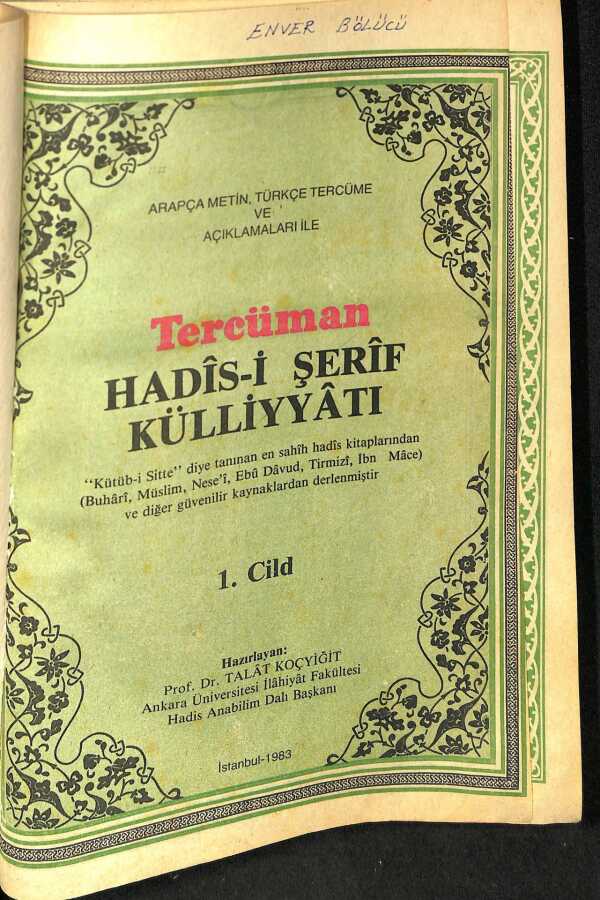 ENVER BÖLÜCÜ
ARAPÇA METİN, TÜRKÇE TERCÜME
VE
AÇIKLAMALARI İLE
Tercüman
HADÎS-İ ŞERÎF
KÜLLİYYÂTI
"Kütüb-i Sitte" diye tanınan en sahîh hadîs kitaplarından
(Buhârî, Müslim, Nese'î, Ebû Dâvud, Tirmizî, Ibn Mâce)
ve diğer güvenilir kaynaklardan derlenmiştir
1. Cild
Hazırlayan:
Prof. Dr. TALÂT KOÇYİĞİT
Ankara Üniversitesi İlâhiyât Fakültesi
Hadis Anabilim Dalı Başkanı
İstanbul-1983